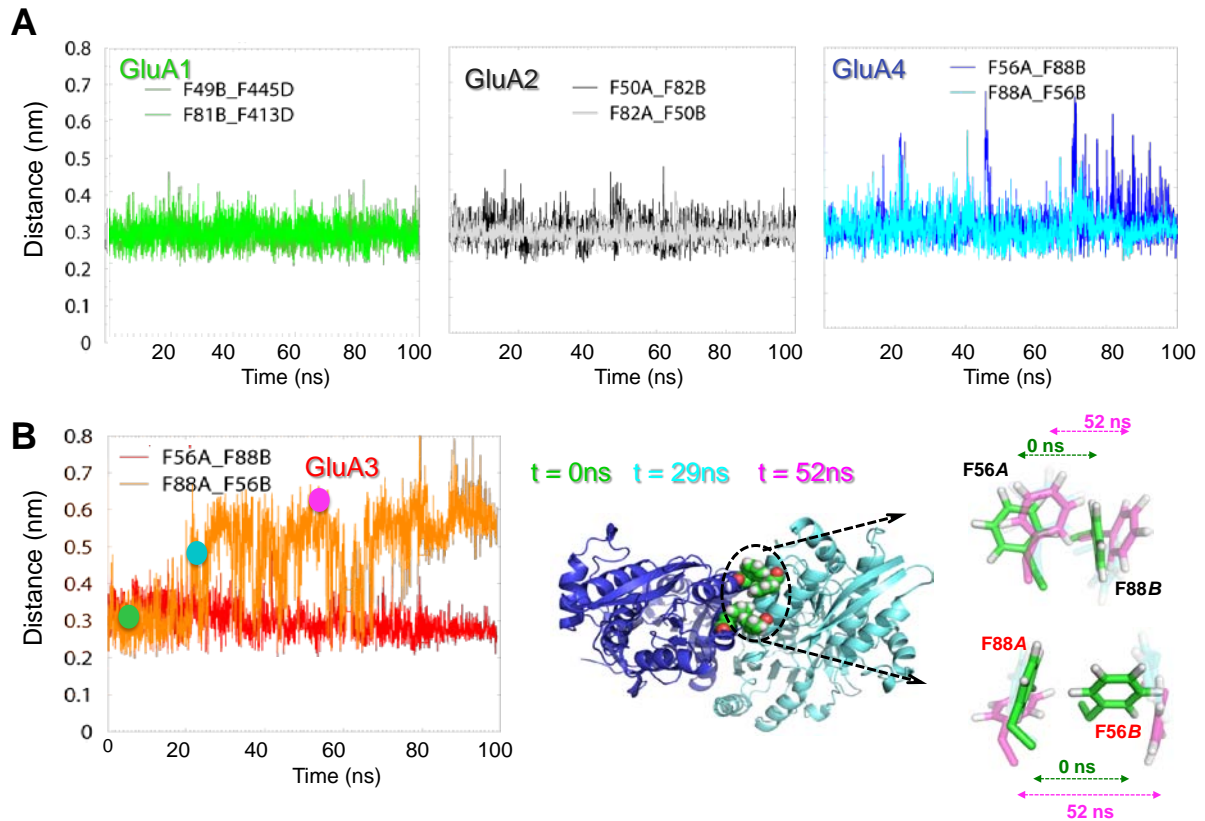 A
Distance (nm)
0.8
0.7
0.6
0.5
0.4
0.3
0.2
0.1
0
GluA1
F49B_F445D
F81B_F413D
20 40 60 80 100
Time (ns)
GluA2
F50A_F82B
F82A_F50B
20 40 60 80 100
Time (ns)
GluA4
F56A_F88B
F88A_F56B
20 40 60 80 100
Time (ns)
B
Distance (nm)
0.8
0.7
0.6
0.5
0.4
0.3
0.2
0.1
0
F56A_F88B
F88A_F56B
GluA3
0 20 40 60 80 100
Time (ns)
t = 0ns t = 29ns t = 52ns
52 ns
0 ns
F56A
F88B
F88A
F56B
0 ns
52 ns